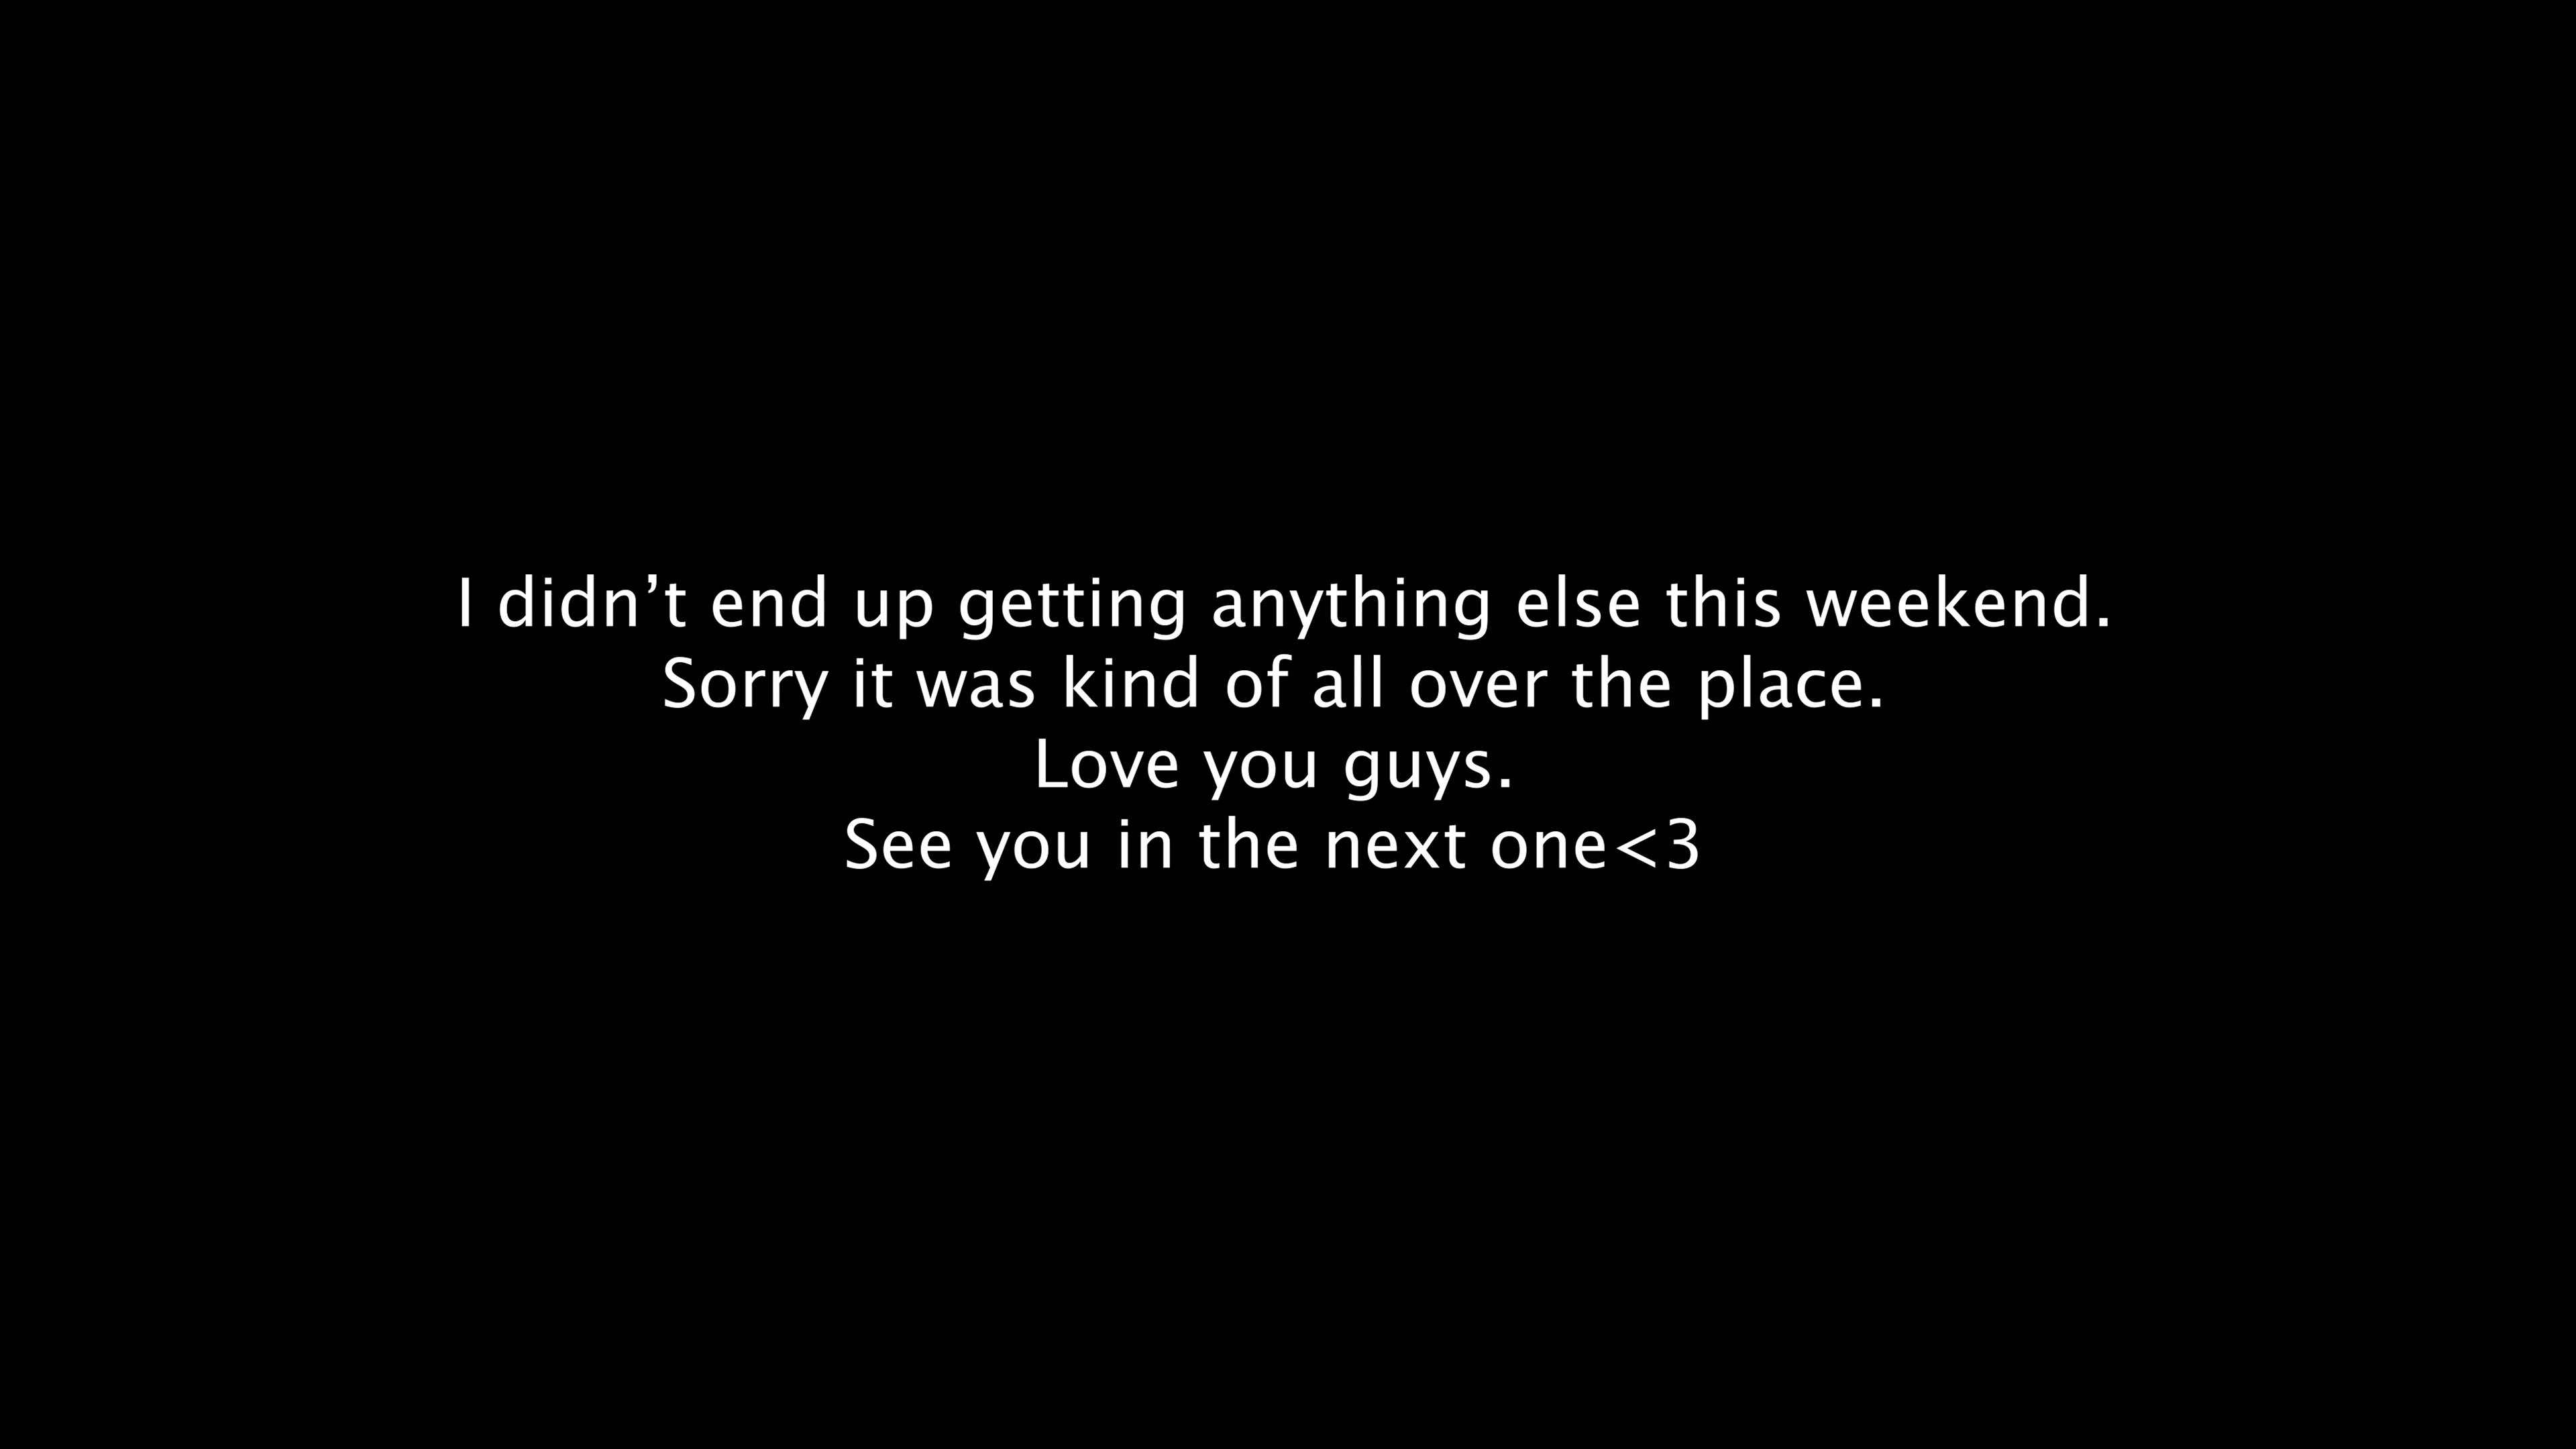 I didn’t end up getting anything else this weekend.
Sorry it was kind of all over the place.
Love you guys.
See you in the next one<3